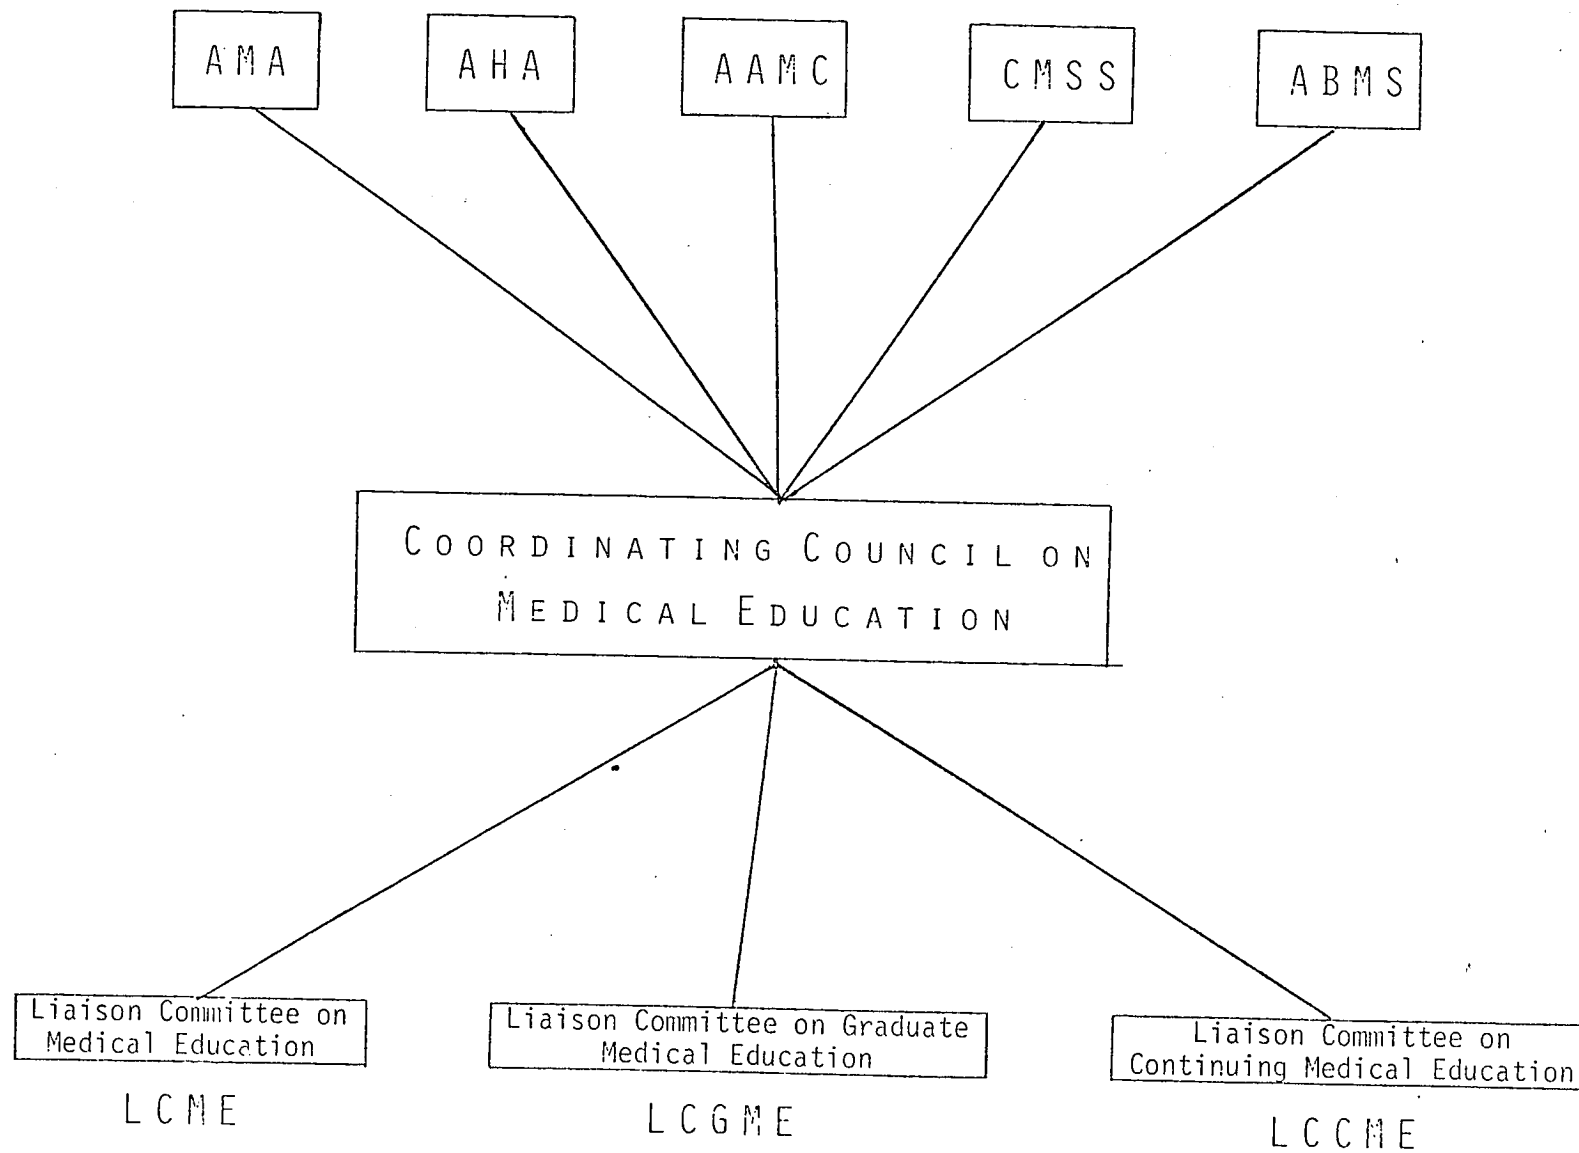 AMA
AHA
AAMC
CMSS
ABMS
COORDINATING COUNCIL ON
MEDICAL EDUCATION
Liaison Committee on
Medical Education
LCME
Liaison Committee on Graduate
Medical Education
LCGME
Liaison Committee on
Continuing Medical Education
LCCME